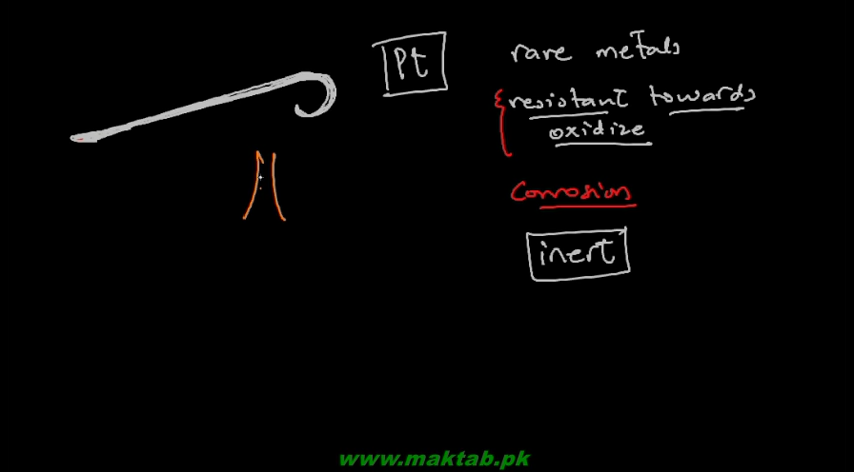 Pt
rare metals
resistant towards
oxidize
Corrosion
inert
www.maktab.pk